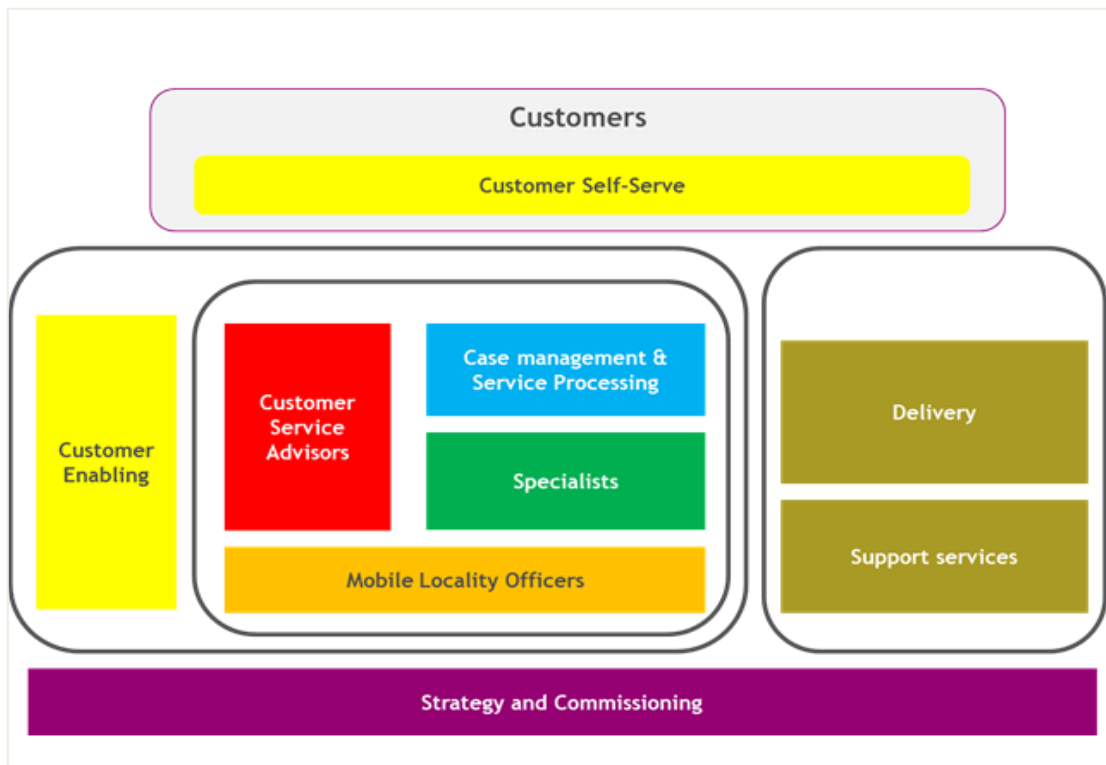 Customers
Customer Self-Serve
Customer
Enabling
Customer
Service
Advisors
Case management &
Service Processing
Specialists
Mobile Locality Officers
Delivery
Support services
Strategy and Commissioning